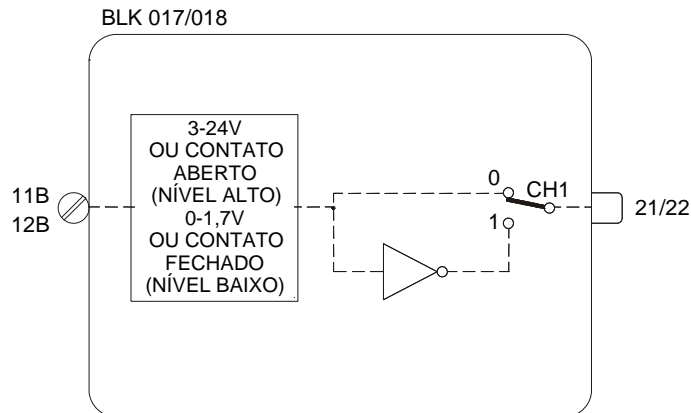 BLK 017/018
3-24V
OU CONTATO
ABERTO
(NÍVEL ALTO)
0-1,7V
OU CONTATO
FECHADO
(NÍVEL BAIXO)
11B
12B
0
CH1
1
21/22